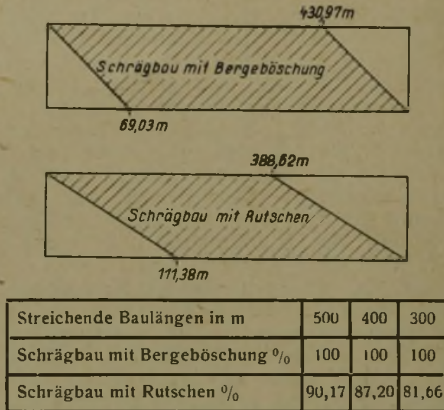 430,97m
Schrägbau mit Bergeböschung
69,03m
388,62m
Schrägbau mit Rutschen
111,38m
Streichende Baulängen in m 500 400 300
Schrägbau mit Bergeböschung % 100 100 100
Schrägbau mit Rutschen % 90,17 87,20 81,66